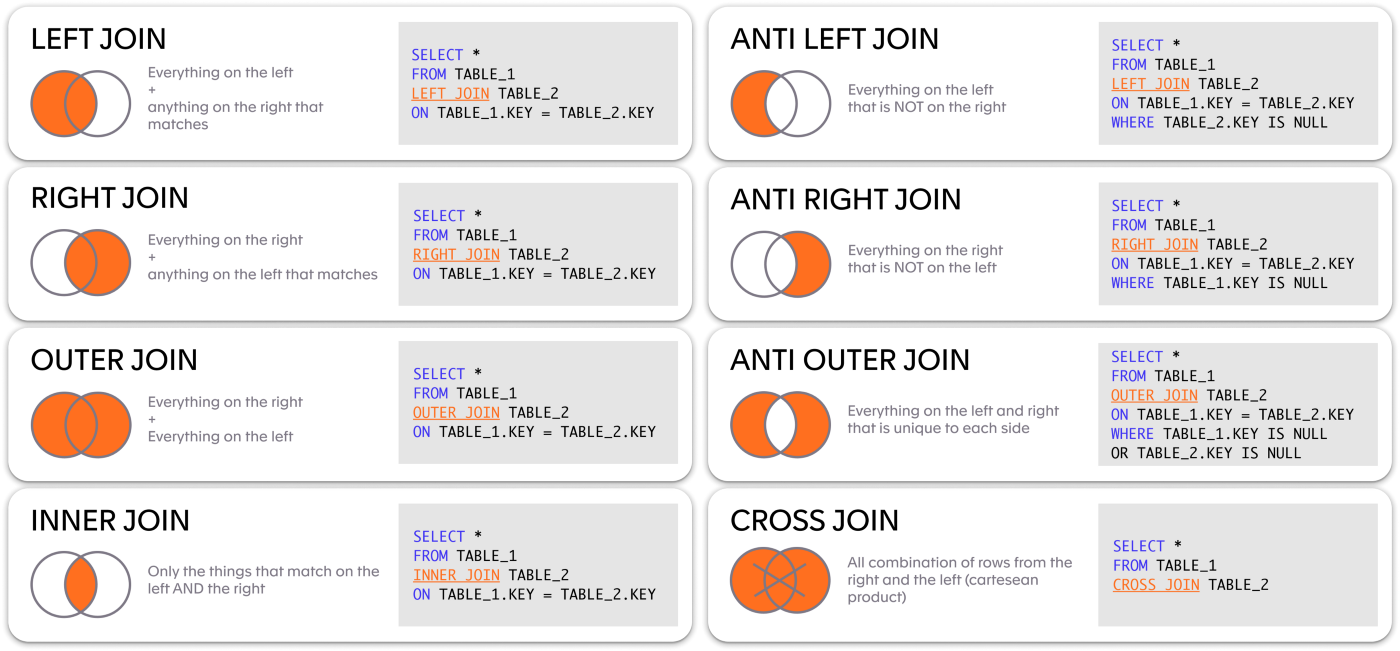 LEFT JOIN
Everything on the left
+
anything on the right that
matches
SELECT *
FROM TABLE_1
LEFT JOIN TABLE_2
ON TABLE_1.KEY = TABLE_2.KEY
ANTI LEFT JOIN
Everything on the left
that is NOT on the right
SELECT *
FROM TABLE_1
LEFT JOIN TABLE_2
ON TABLE_1.KEY = TABLE_2.KEY
WHERE TABLE_2.KEY IS NULL
RIGHT JOIN
Everything on the right
+
anything on the left that matches
SELECT *
FROM TABLE_1
RIGHT JOIN TABLE_2
ON TABLE_1.KEY = TABLE_2.KEY
ANTI RIGHT JOIN
Everything on the right
that is NOT on the left
SELECT *
FROM TABLE_1
RIGHT JOIN TABLE_2
ON TABLE_1.KEY = TABLE_2.KEY
WHERE TABLE_1.KEY IS NULL
OUTER JOIN
Everything on the right
+
Everything on the left
SELECT *
FROM TABLE_1
OUTER JOIN TABLE_2
ON TABLE_1.KEY = TABLE_2.KEY
ANTI OUTER JOIN
Everything on the left and right
that is unique to each side
SELECT *
FROM TABLE_1
OUTER JOIN TABLE_2
ON TABLE_1.KEY = TABLE_2.KEY
WHERE TABLE_1.KEY IS NULL
OR TABLE_2.KEY IS NULL
INNER JOIN
Only the things that match on the
left AND the right
SELECT *
FROM TABLE_1
INNER JOIN TABLE_2
ON TABLE_1.KEY = TABLE_2.KEY
CROSS JOIN
All combination of rows from the
right and the left (cartesean
product)
SELECT *
FROM TABLE_1
CROSS JOIN TABLE_2